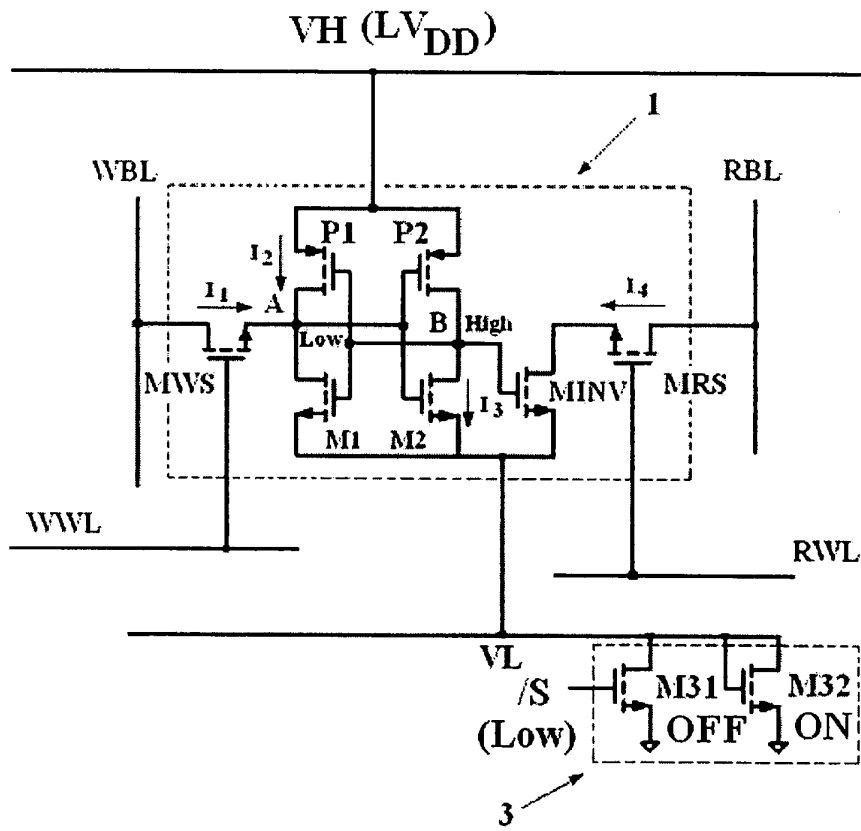 VH (LVDD)
1
WBL
RBL
P1
P2
I2
I1
A
B
High
I4
Low
MWS
MINV
MRS
I3
M1
M2
WWL
RWL
VL
/S
(Low)
M31
M32
OFF
ON
3